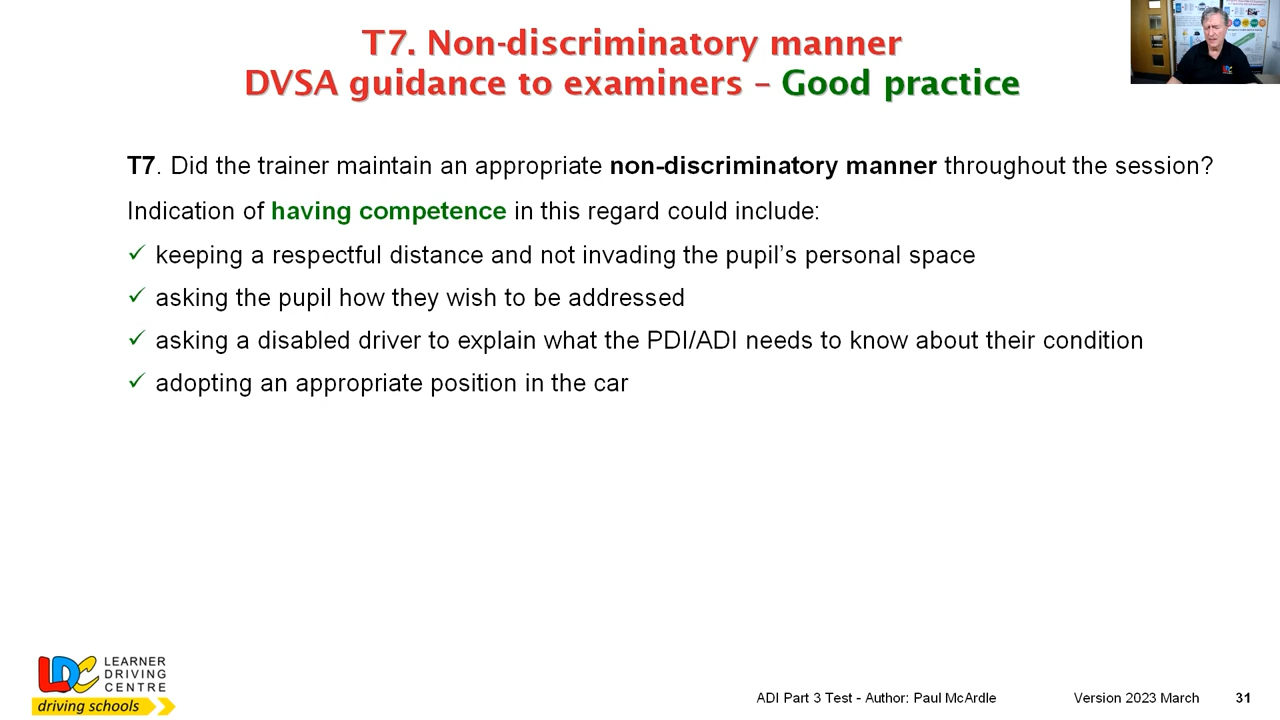 T7. Non-discriminatory manner
DVSA guidance to examiners – Good practice
T7. Did the trainer maintain an appropriate non-discriminatory manner throughout the session?
Indication of having competence in this regard could include:
✓ keeping a respectful distance and not invading the pupil's personal space
✓ asking the pupil how they wish to be addressed
✓ asking a disabled driver to explain what the PDI/ADI needs to know about their condition
✓ adopting an appropriate position in the car
LDC LEARNER DRIVING CENTRE
driving schools
ADI Part 3 Test - Author: Paul McArdle Version 2023 March 31